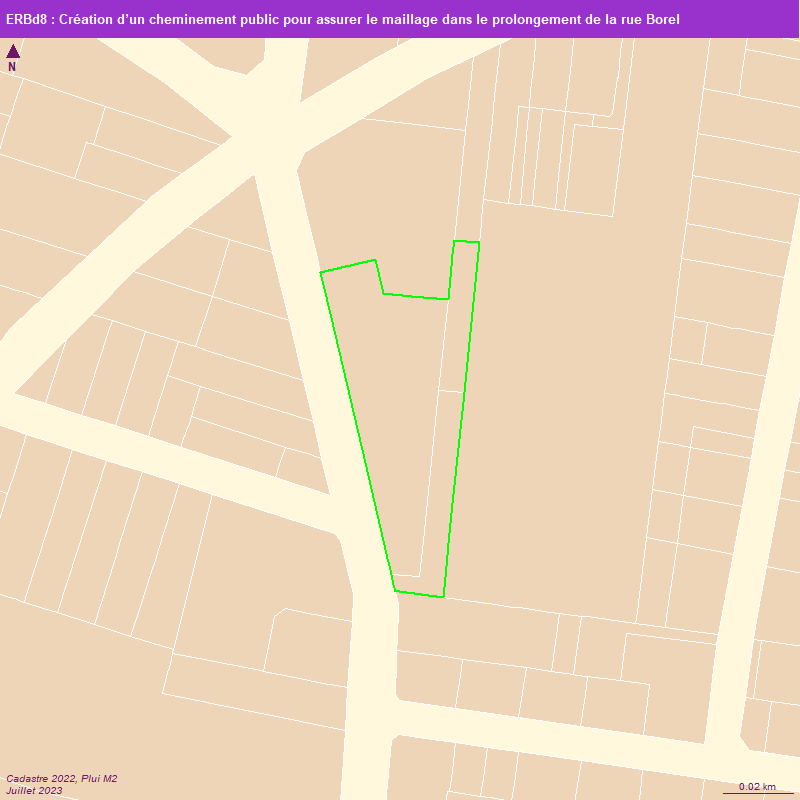 ERBd8 : Création d’un cheminement public pour assurer le maillage dans le prolongement de la rue Borel
N
Cadastre 2022, Plui M2
Juillet 2023
0.02 km